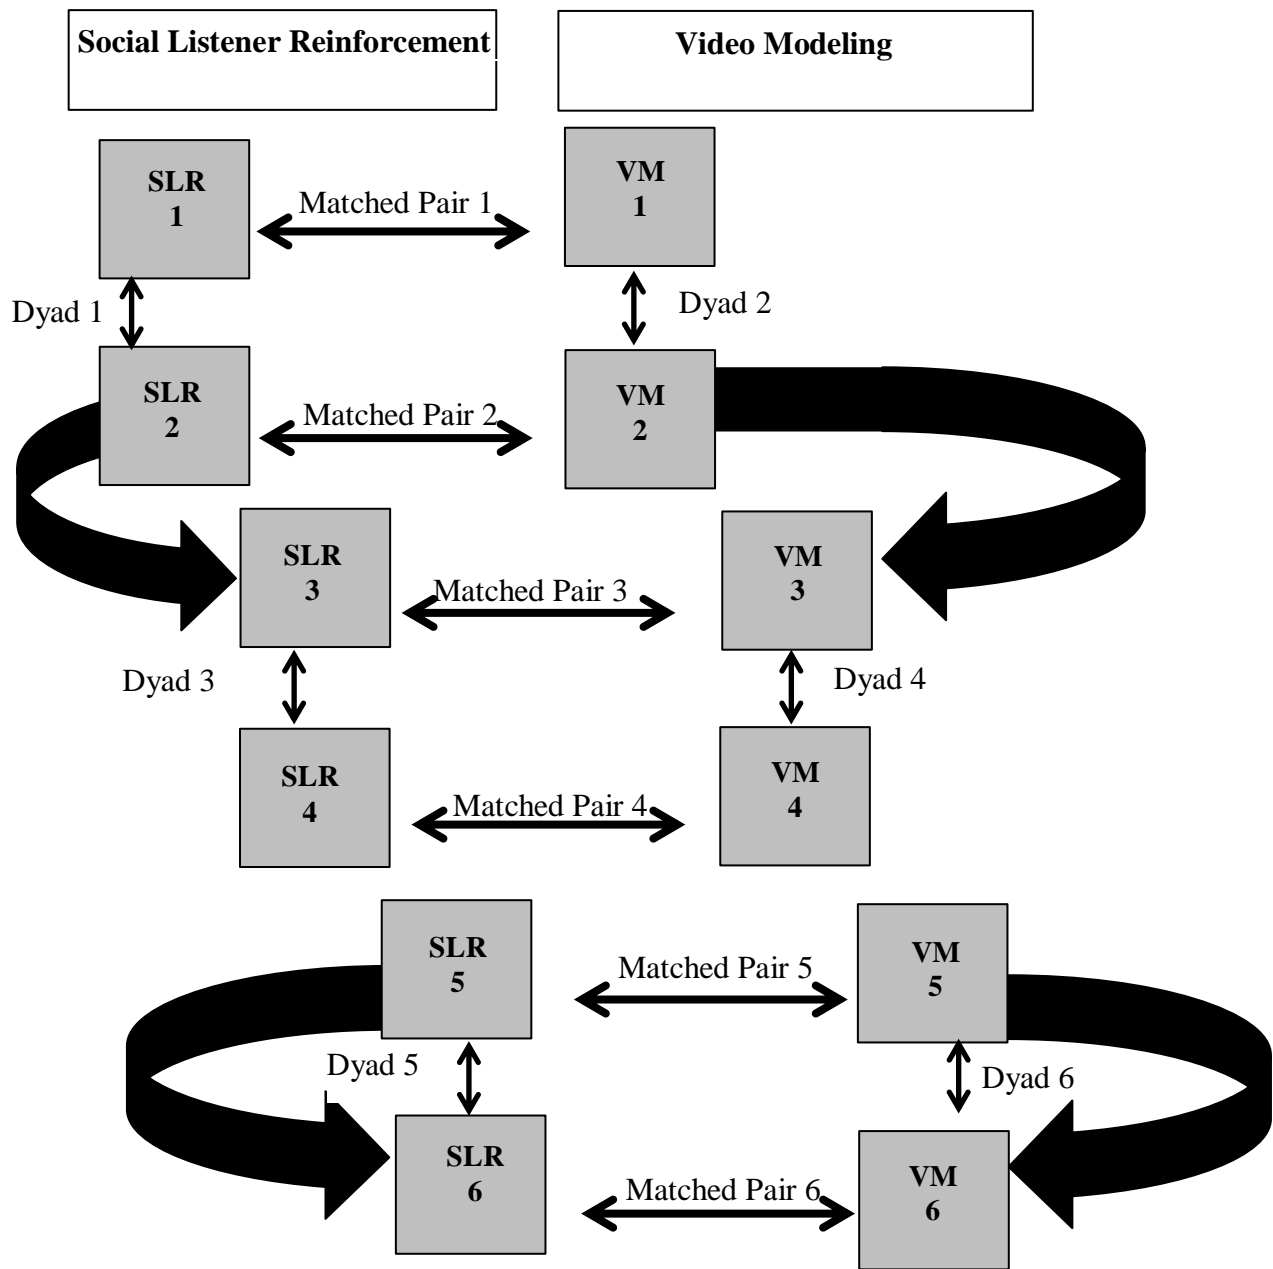 Social Listener Reinforcement
Video Modeling
SLR
1
Matched Pair 1
VM
1
Dyad 1
Dyad 2
SLR
2
Matched Pair 2
VM
2
SLR
3
Matched Pair 3
VM
3
Dyad 3
Dyad 4
SLR
4
Matched Pair 4
VM
4
SLR
5
Matched Pair 5
VM
5
Dyad 5
Dyad 6
SLR
6
Matched Pair 6
VM
6